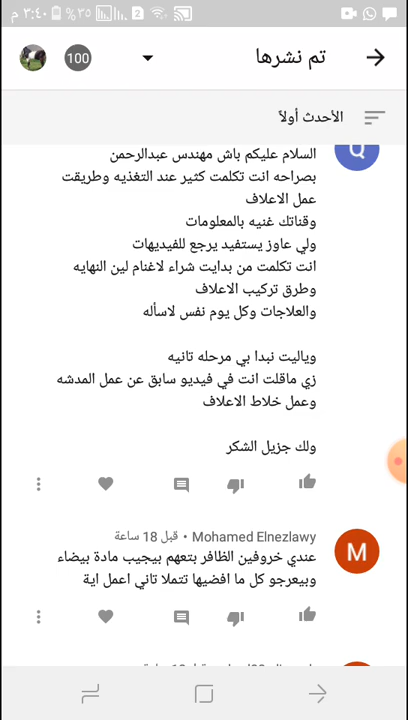 م ٣:٤٠ %٣٥ 2
تم نشرها 100
الأحدث أولاً
Q
السلام عليكم باش مهندس عبدالرحمن
بصراحه انت تكلمت كثير عند التغذيه وطريقت
عمل الاعلاف
وقناتك غنيه بالمعلومات
ولي عاوز يستفيد يرجع للفيديهات
انت تكلمت من بدايت شراء لاغنام لين النهايه
وطرق تركيب الاعلاف
والعلاجات وكل يوم نفس لاسأله
وياليت نبدا بي مرحله تانيه
زي ماقلت انت في فيديو سابق عن عمل المدشه
وعمل خلاط الاعلاف
ولك جزيل الشكر
M
Mohamed Elnezlawy • قبل 18 ساعة
عندي خروفين الظافر بتعهم بيجيب مادة بيضاء
وبيعرجو كل ما افضيها تتملا تاني اعمل اية